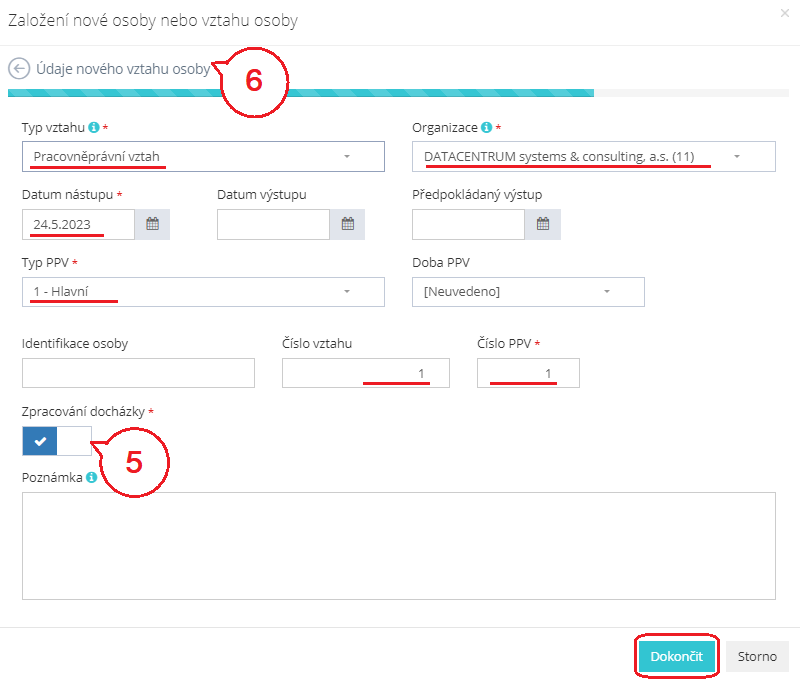 Založení nové osoby nebo vztahu osoby
Údaje nového vztahu osoby
6
Typ vztahu * Organizace *
Pracovněprávní vztah DATACENTRUM systems & consulting, a.s. (11)
Datum nástupu * Datum výstupu Předpokládaný výstup
24.5.2023
Typ PPV * Doba PPV
1 - Hlavní [Neuvedeno]
Identifikace osoby Číslo vztahu Číslo PPV *
1 1
Zpracování docházky *
5
Poznámka
Dokončit Storno